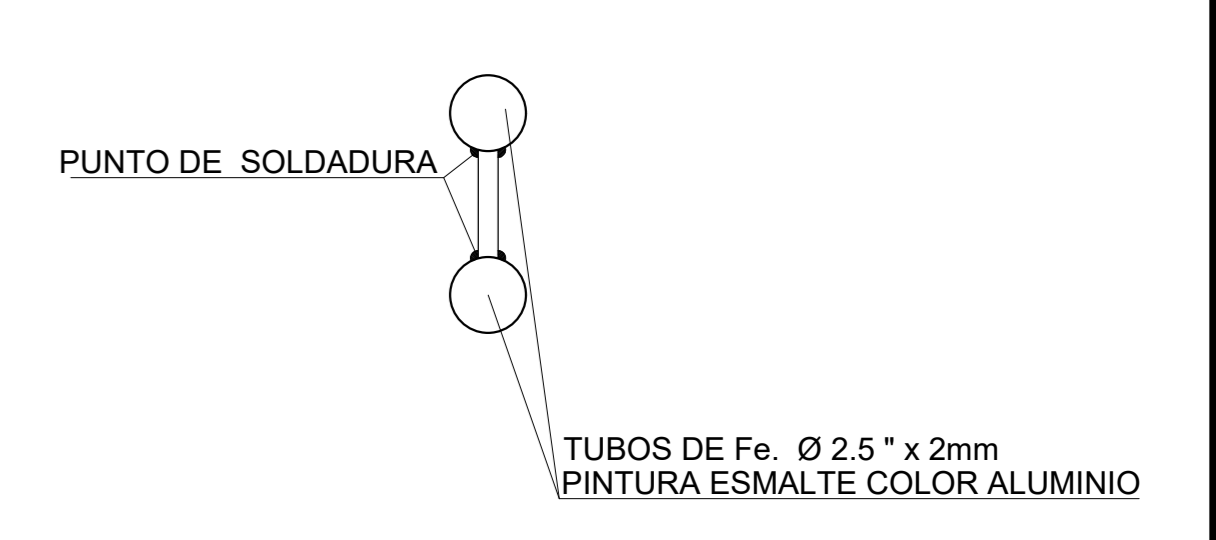 PUNTO DE SOLDADURA
TUBOS DE Fe. Ø 2.5 " x 2mm
PINTURA ESMALTE COLOR ALUMINIO